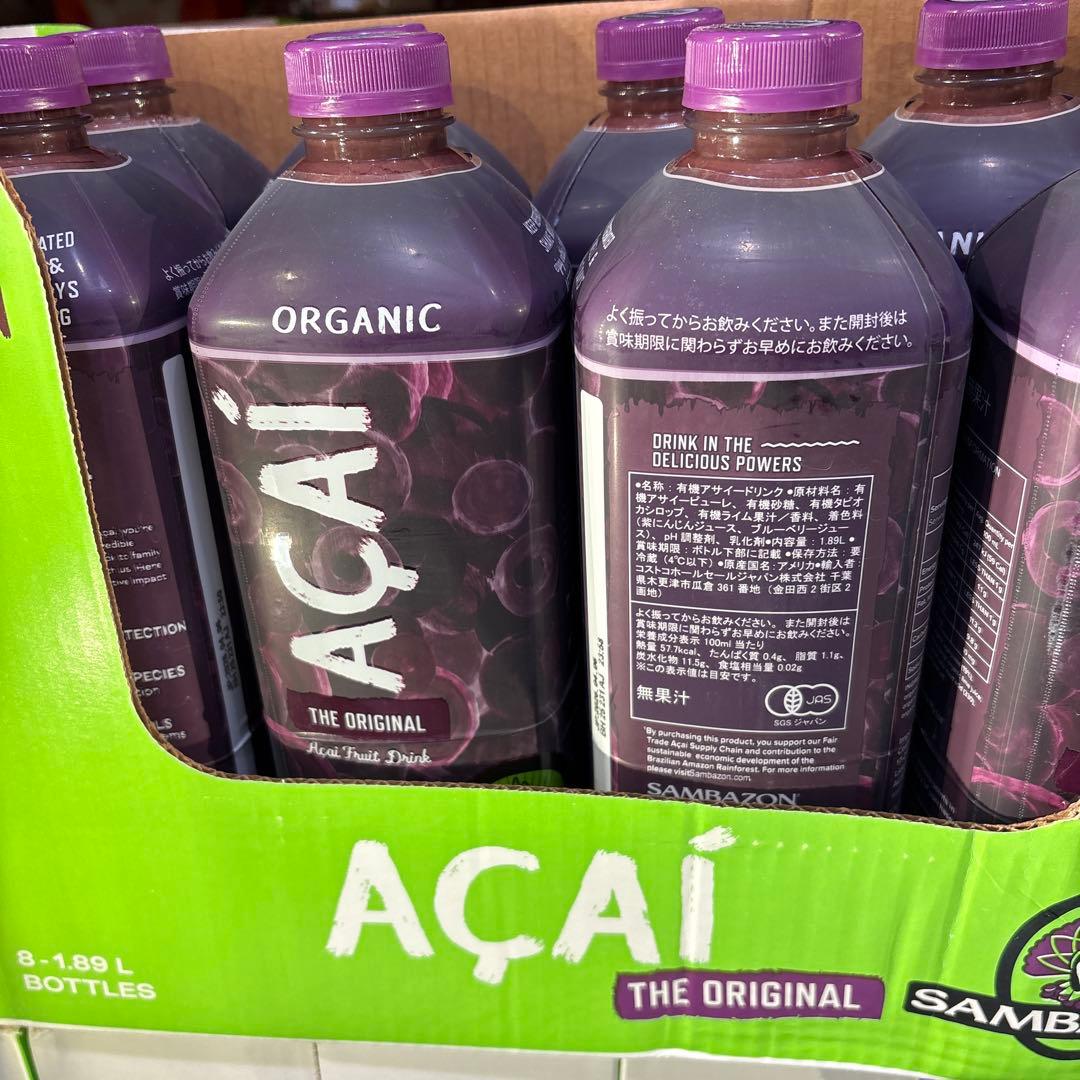 ATED
&
YS
G
よく振ってからお飲
TECTION
PECIES
ORGANIC
AÇAÍ
THE ORIGINAL
Açaí Fruit Drink
よく振ってからお飲みください。また開封後は
賞味期限に関わらずお早めにお飲みください。
DRINK IN THE
DELICIOUS POWERS
●名称：有機アサイードリンク ●原材料名：有
機アサイーピューレ、有機砂糖、有機タピオ
カシロップ、有機ライム果汁／香料、着色料
（紫にんじんジュース、ブルーベリージュー
ス）、pH調整剤、乳化剤●内容量：1.89L●
賞味期限：ボトル下部に記載 ●保存方法：要
冷蔵（4℃以下）●原産国名：アメリカ●輸入者：
コストコホールセールジャパン株式会社 千葉
県木更津市瓜倉 361 番地（金田西 2 街区 2
画地）
よく振ってからお飲みください。 また開封後は
賞味期限に関わらずお早めにお飲みください。
栄養成分表示 100ml 当たり
熱量 57.7kcal、たんぱく質 0.4g、 脂質 1.1g、
炭水化物 11.5g、 食塩相当量 0.02g
※この表示値は目安です。
無果汁
JAS
SGS ジャパン
*By purchasing this product, you support our Fair
Trade Açaí Supply Chain and contribution to the
sustainable economic development of the
Brazilian Amazon Rainforest. For more information
please visit Sambazon.com.
SAMBAZON
ANI
果汁
AÇAÍ
THE ORIGINAL
8-1.89 L
BOTTLES
SAMB